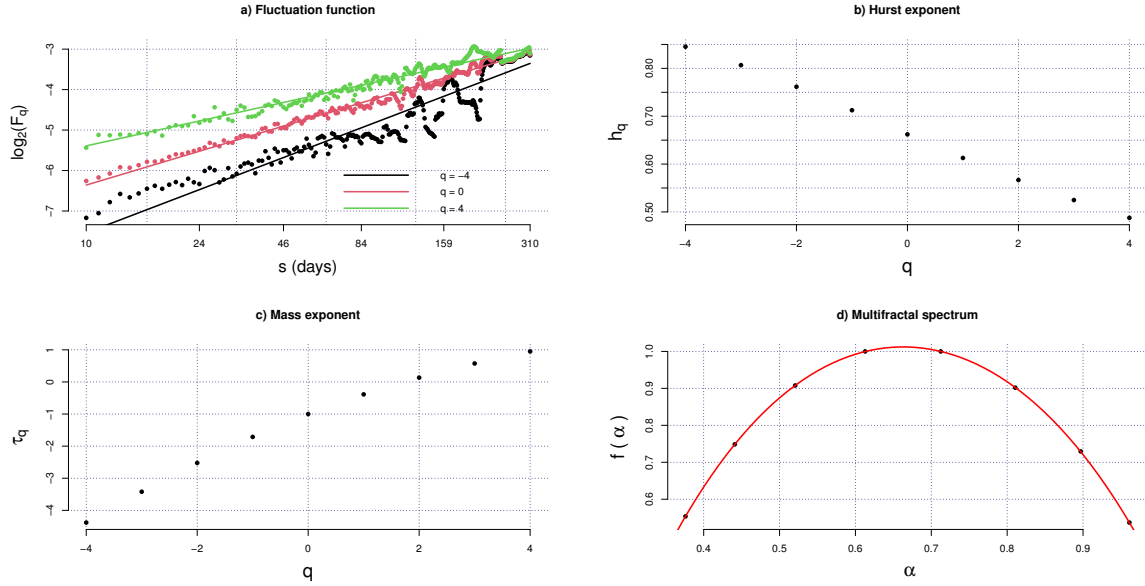 a) Fluctuation function
log2(Fq)
−3
−4
−5
−6
−7
q = −4
q = 0
q = 4
10 24 46 84 159 310
s (days)
b) Hurst exponent
hq
0.80
0.70
0.60
0.50
−4 −2 0 2 4
q
c) Mass exponent
τq
1
0
−1
−2
−3
−4
−4 −2 0 2 4
q
d) Multifractal spectrum
f ( α )
1.0
0.9
0.8
0.7
0.6
0.4 0.5 0.6 0.7 0.8 0.9
α